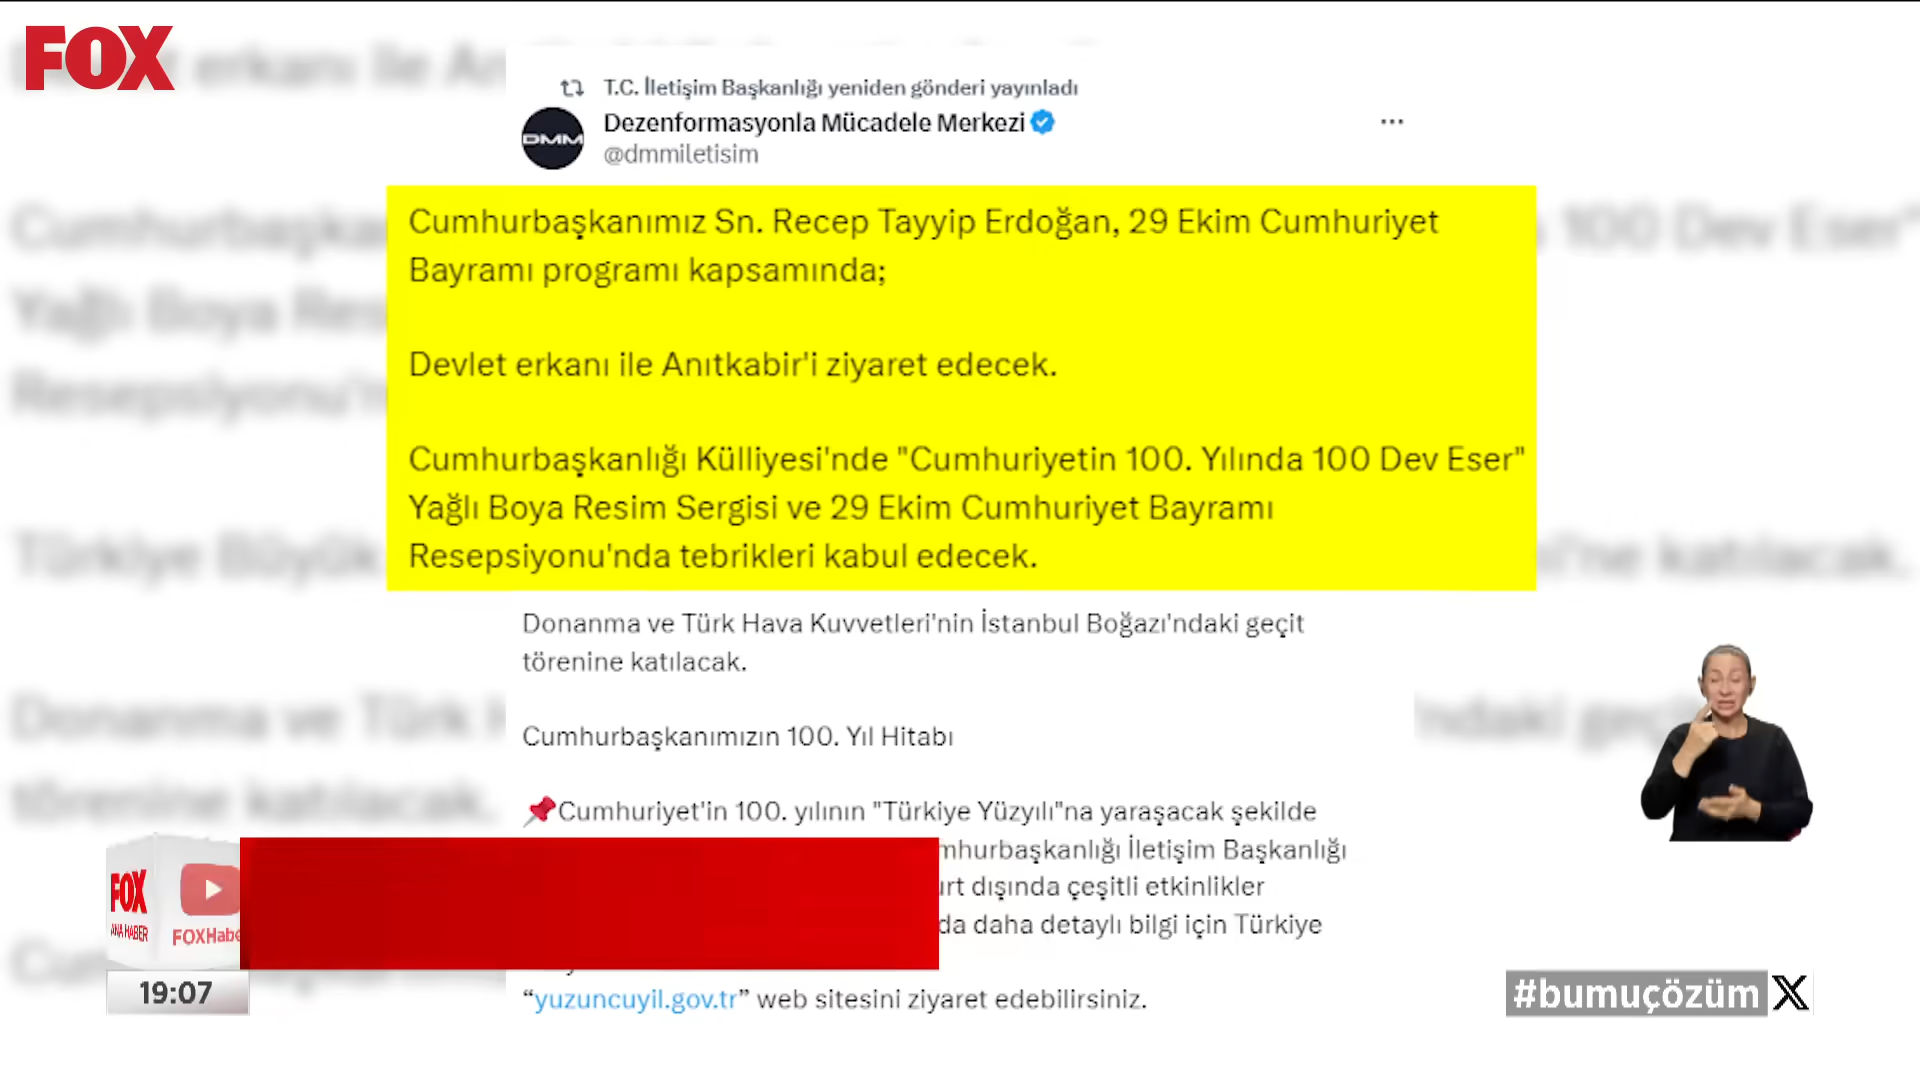 FOX
T.C. İletişim Başkanlığı yeniden gönderi yayınladı
DMM
Dezenformasyonla Mücadele Merkezi
@dmmiletisim
Cumhurbaşkanımız Sn. Recep Tayyip Erdoğan, 29 Ekim Cumhuriyet
Bayramı programı kapsamında;
Devlet erkanı ile Anıtkabir'i ziyaret edecek.
Cumhurbaşkanlığı Külliyesi'nde "Cumhuriyetin 100. Yılında 100 Dev Eser"
Yağlı Boya Resim Sergisi ve 29 Ekim Cumhuriyet Bayramı
Resepsiyonu'nda tebrikleri kabul edecek.
Donanma ve Türk Hava Kuvvetleri'nin İstanbul Boğazı'ndaki geçit
törenine katılacak.
Cumhurbaşkanımızın 100. Yıl Hitabı
📌Cumhuriyet'in 100. yılının "Türkiye Yüzyılı"na yaraşacak şekilde
mhurbaşkanlığı İletişim Başkanlığı
urt dışında çeşitli etkinlikler
da daha detaylı bilgi için Türkiye
“yuzuncuyil.gov.tr” web sitesini ziyaret edebilirsiniz.
FOX
ANA HABER
FOXHabe
19:07
#bumuçözüm X